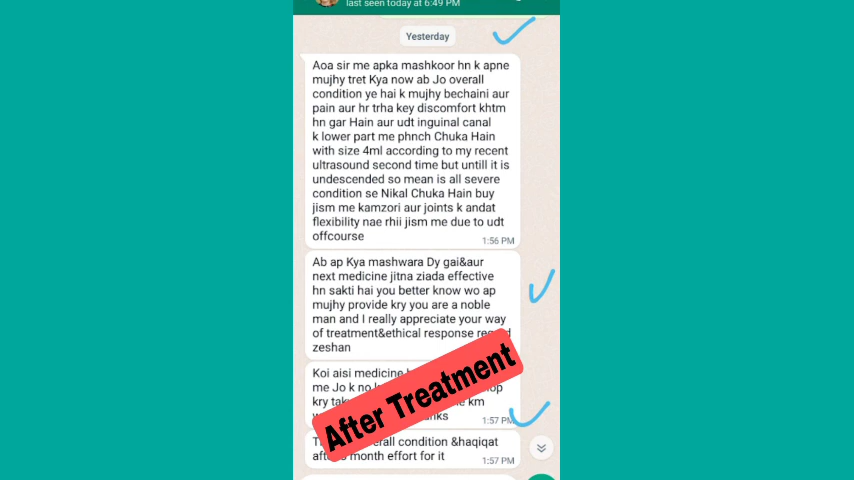 last seen today at 6:49 PM
Yesterday
Aoa sir me apka mashkoor hn k apne
mujhy tret Kya now ab Jo overall
condition ye hai k mujhy bechaini aur
pain aur hr trha key discomfort khtm
hn gar Hain aur udt inguinal canal
k lower part me phnch Chuka Hain
with size 4ml according to my recent
ultrasound second time but untill it is
undescended so mean is all severe
condition se Nikal Chuka Hain buy
jism me kamzori aur joints k andat
flexibility nae rhii jism me due to udt
offcourse
1:56 PM
Ab ap Kya mashwara Dy gai&aur
next medicine jitna ziada effective
hn sakti hai you better know wo ap
mujhy provide kry you are a noble
man and I really appreciate your way
of treatment&ethical response
zeshan
Koi aisi medicine
me Jo k
kry km
1:57 PM
After Treatment
condition &haqiqat
month effort for it
1:57 PM